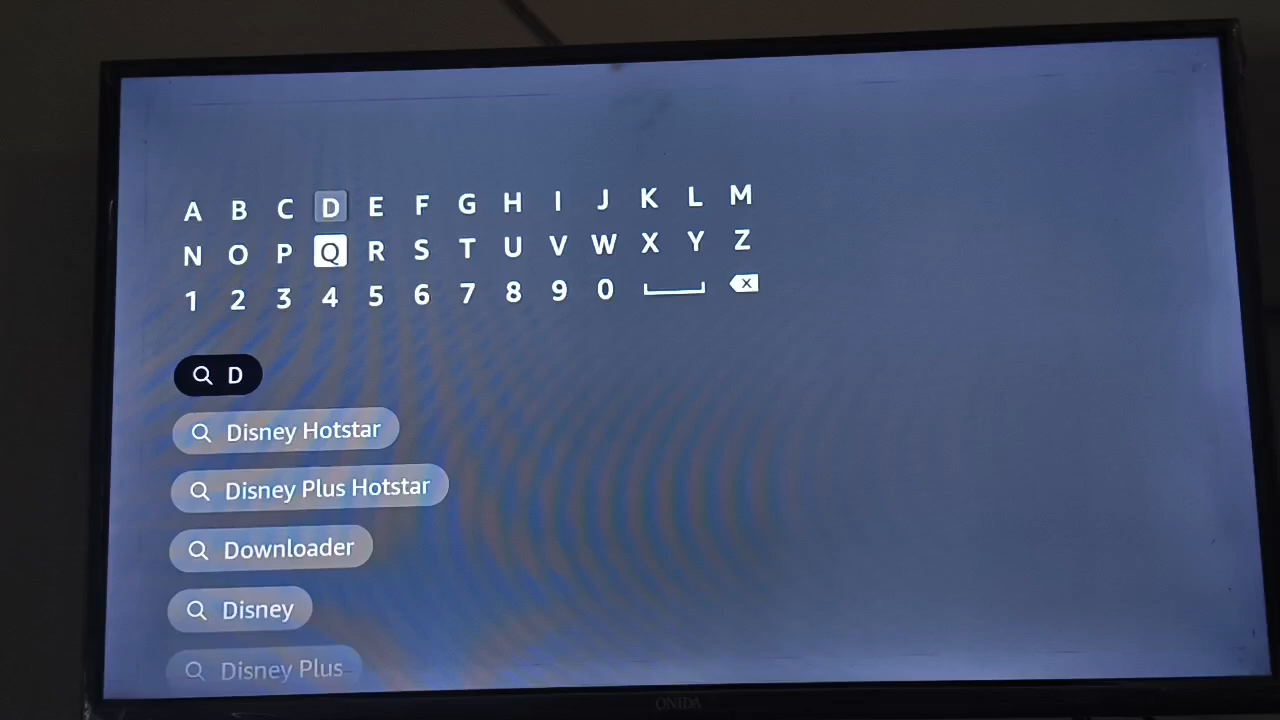 A B C D E F G H I J K L M
N O P Q R S T U V W X Y Z
1 2 3 4 5 6 7 8 9 0
D
Disney Hotstar
Disney Plus Hotstar
Downloader
Disney
Disney Plus
ONIDA